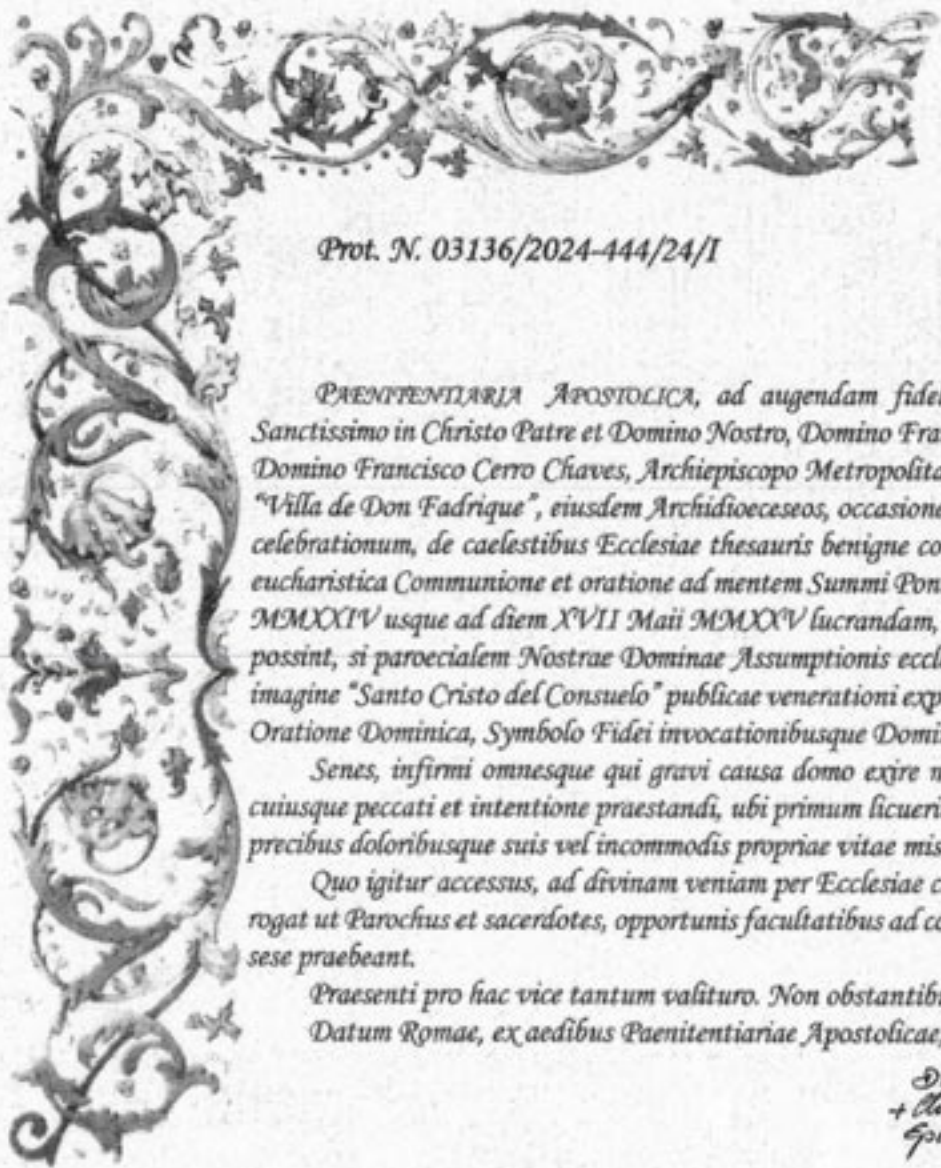 Prot. N. 03136/2024-444/24/I
PAENITENTIARIA APOSTOLICA, ad augendam fidel
Sanctissimo in Christo Patre et Domino Nostro, Domino Fra
Domino Francisco Cerro Chaves, Archiepiscopo Metropolita
"Villa de Don Fadrique", eiusdem Archidioeceseos, occasione
celebrationum, de caelestibus Ecclesiae thesauris benigne co
eucharistica Communione et oratione ad mentem Summi Pon
MMXXIV usque ad diem XVII Maii MMXXV lucrandam,
possint, si paroecialem Nostrae Dominae Assumptionis eccl
imagine "Santo Cristo del Consuelo" publicae venerationi exp
Oratione Dominica, Symbolo Fidei invocationibusque Domi
Senes, infirmi omnesque qui gravi causa domo exire n
cuiusque peccati et intentione praestandi, ubi primum licueri
precibus doloribusque suis vel incommodis propriae vitae mis
Quo igitur accessus, ad divinam veniam per Ecclesiae c
rogat ut Parochus et sacerdotes, opportunis facultatibus ad co
sese praebeant.
Praesenti pro hac vice tantum valituro. Non obstantib
Datum Romae, ex aedibus Paenitentiariae Apostolicae,